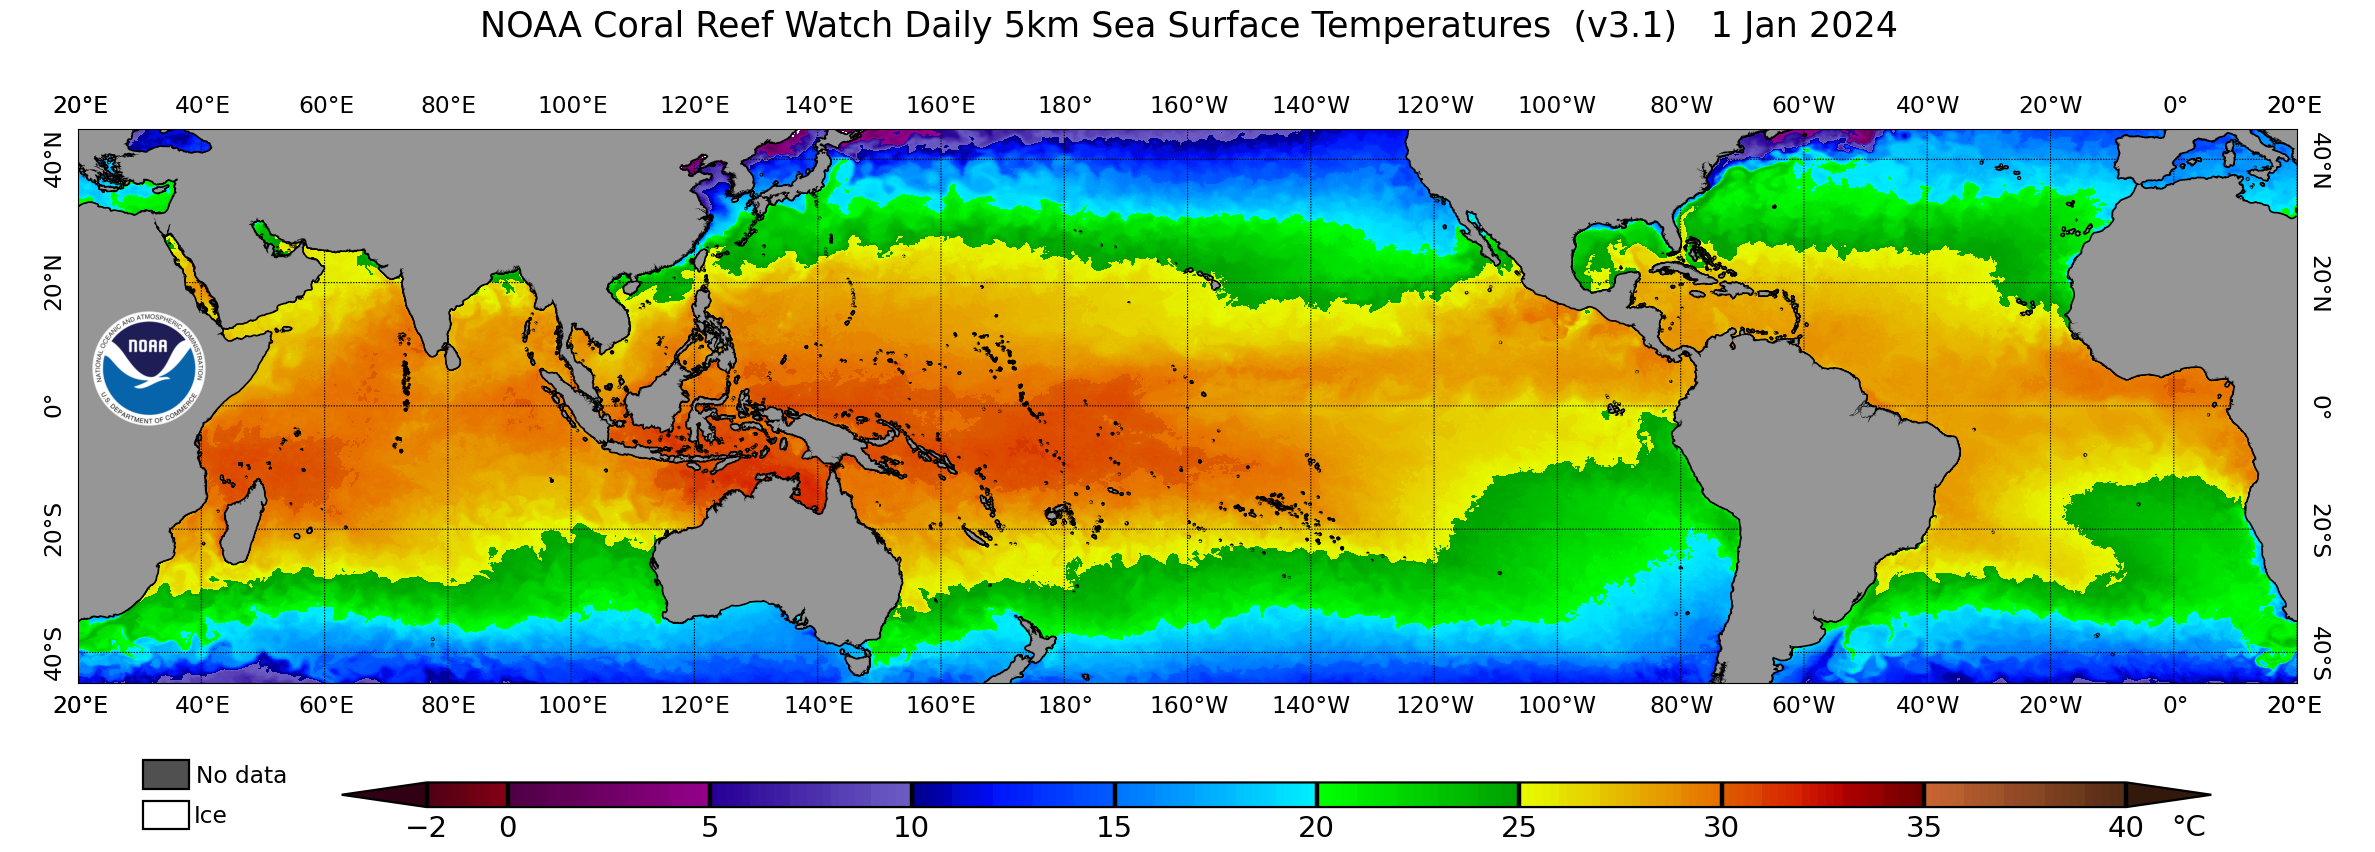 NOAA Coral Reef Watch Daily 5km Sea Surface Temperatures (v3.1) 1 Jan 2024
20°E 40°E 60°E 80°E 100°E 120°E 140°E 160°E 180° 160°W 140°W 120°W 100°W 80°W 60°W 40°W 20°W 0° 20°E
40°N 40°N
20°N 20°N
NATIONAL OCEANIC AND ATMOSPHERIC ADMINISTRATION
NOAA
U.S. DEPARTMENT OF COMMERCE
0° 0°
20°S 20°S
40°S 40°S
20°E 40°E 60°E 80°E 100°E 120°E 140°E 160°E 180° 160°W 140°W 120°W 100°W 80°W 60°W 40°W 20°W 0° 20°E
No data
Ice
−2 0 5 10 15 20 25 30 35 40 °C